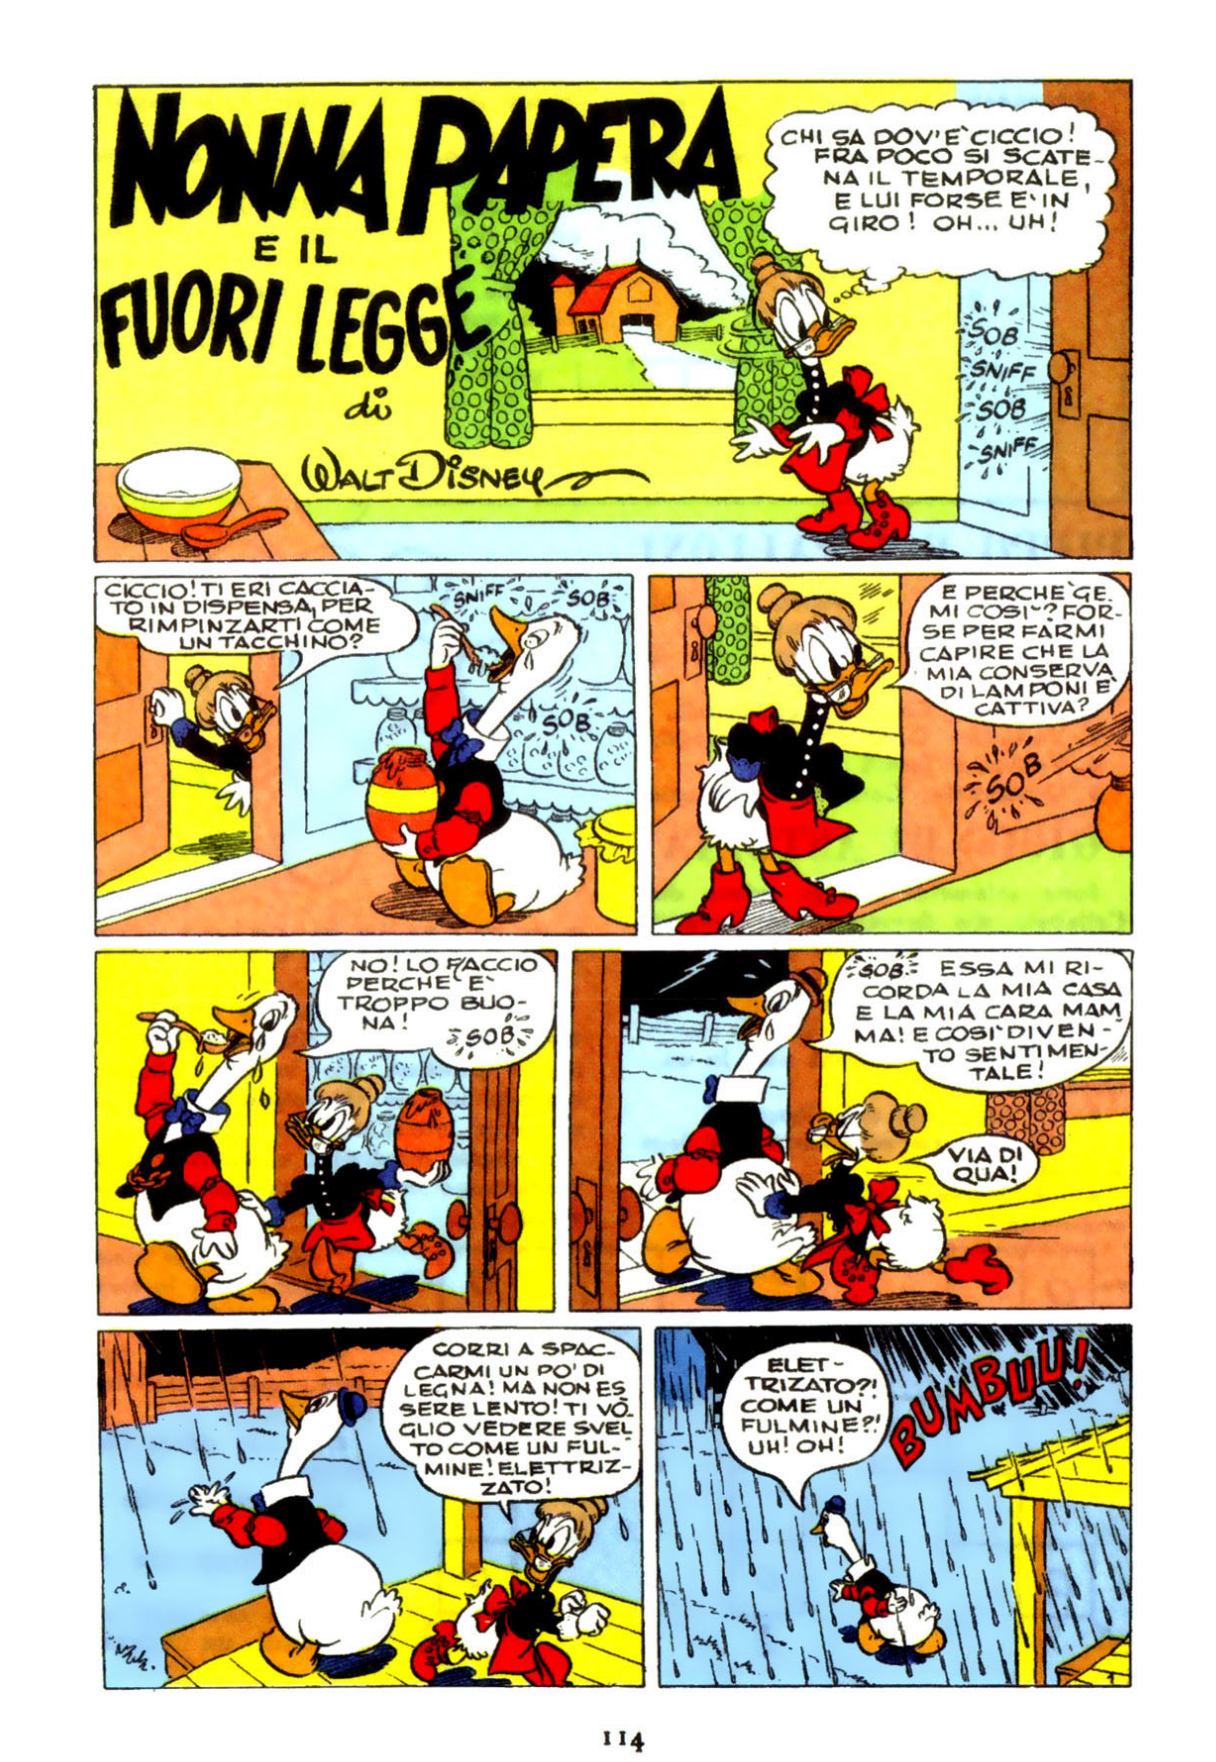 NONNA PAPERA
E IL
FUORI LEGGE
di
WALT DISNEY
CHI SA DOV'E` CICCIO!
FRA POCO SI SCATE-
NA IL TEMPORALE,
E LUI FORSE E` IN
GIRO! OH... UH!
SOB
SNIFF
SOB
SNIFF
CICCIO! TI ERI CACCIA-
TO IN DISPENSA, PER
RIMPINZARTI COME
UN TACCHINO?
SNIFF
SOB
SOB
E PERCHE` GE-
MI COSI`? FOR-
SE PER FARMI
CAPIRE CHE LA
MIA CONSERVA
DI LAMPONI E`
CATTIVA?
SOB
NO! LO FACCIO
PERCHE` E`
TROPPO BUO-
NA!
SOB
SOB- ESSA MI RI-
CORDA LA MIA CASA
E LA MIA CARA MAM
MA! E COSI` DIVEN-
TO SENTIMEN-
TALE!
VIA DI
QUA!
CORRI A SPAC-
CARMI UN PO' DI
LEGNA! MA NON ES
SERE LENTO! TI VO-
GLIO VEDERE SVEL
TO COME UN FUL-
MINE! ELETTRIZ-
ZATO!
ELET-
TRIZATO?!
COME UN
FULMINE?!
UH! OH!
BUMBUU!
114